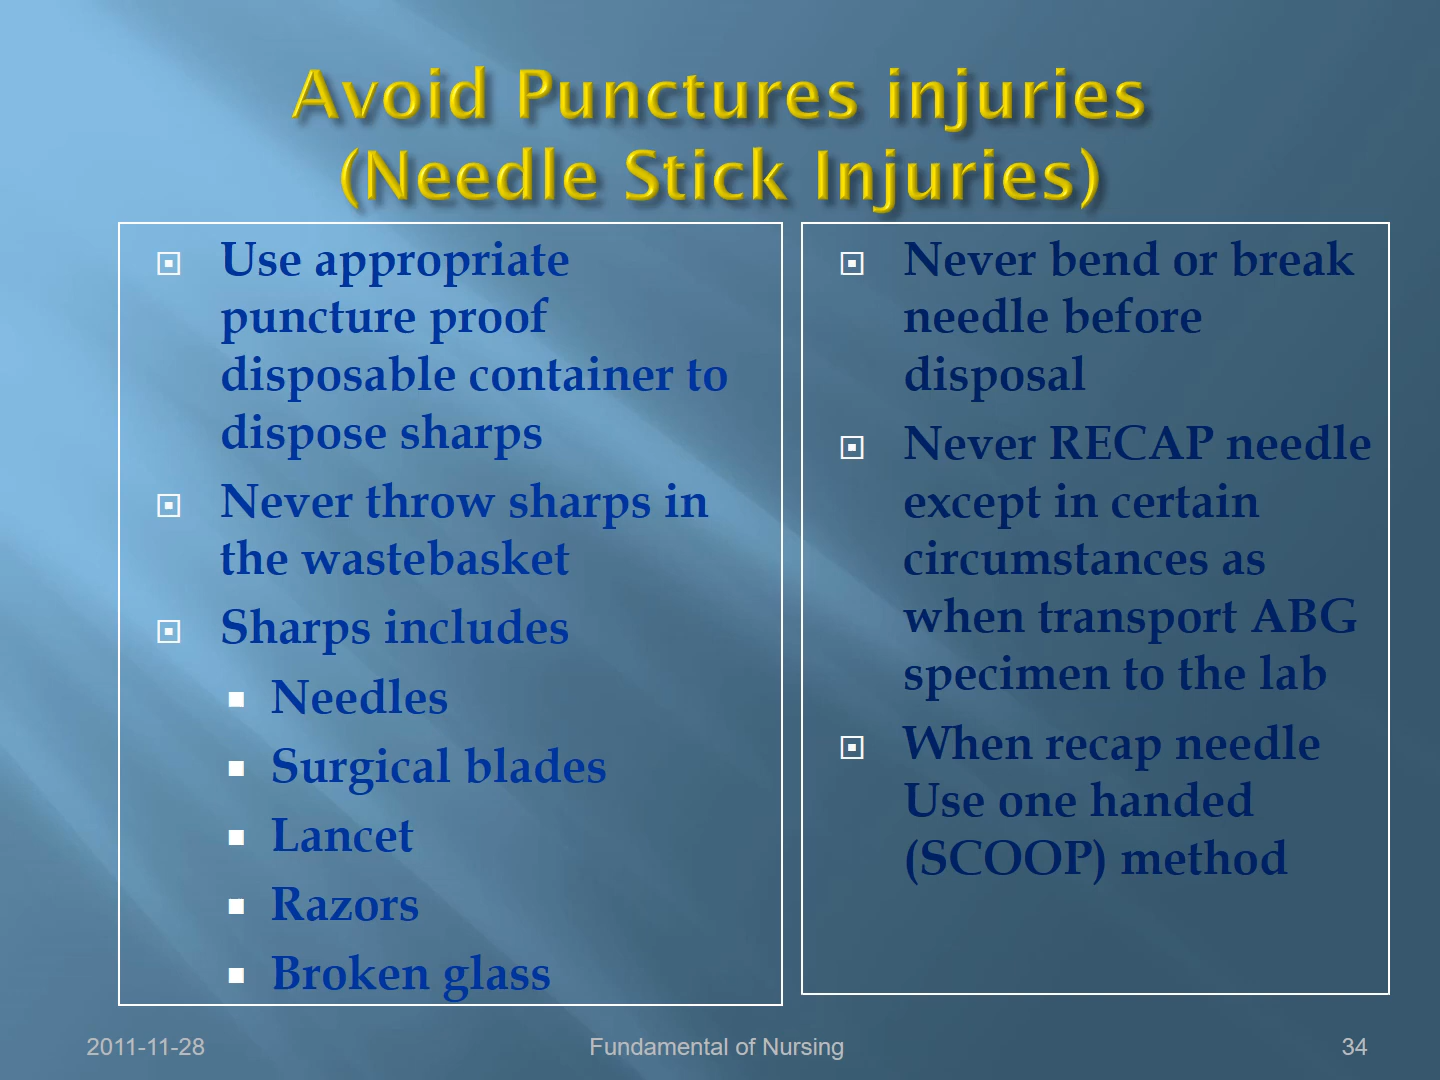 Avoid Punctures injuries
(Needle Stick Injuries)
Use appropriate
puncture proof
disposable container to
dispose sharps
Never throw sharps in
the wastebasket
Sharps includes
Needles
Surgical blades
Lancet
Razors
Broken glass
Never bend or break
needle before
disposal
Never RECAP needle
except in certain
circumstances as
when transport ABG
specimen to the lab
When recap needle
Use one handed
(SCOOP) method
2011-11-28
Fundamental of Nursing
34